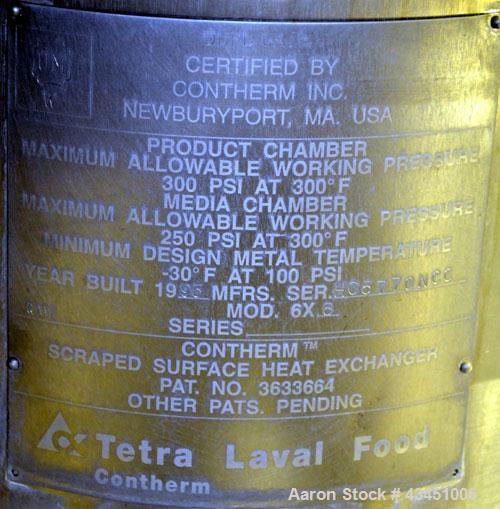 CERTIFIED BY
CONTHERM INC.
NEWBURYPORT, MA. USA
PRODUCT CHAMBER
MAXIMUM ALLOWABLE WORKING PRESSURE
300 PSI AT 300°F
MEDIA CHAMBER
MAXIMUM ALLOWABLE WORKING PRESSURE
250 PSI AT 300°F
MINIMUM DESIGN METAL TEMPERATURE
-30°F AT 100 PSI
YEAR BUILT 1995 MFRS. SER.
MOD. 6X 6
SERIES
CONTHERM™
SCRAPED SURFACE HEAT EXCHANGER
PAT. NO. 3633664
OTHER PATS. PENDING
Tetra Laval Food
Contherm
Aaron Stock # 43451006